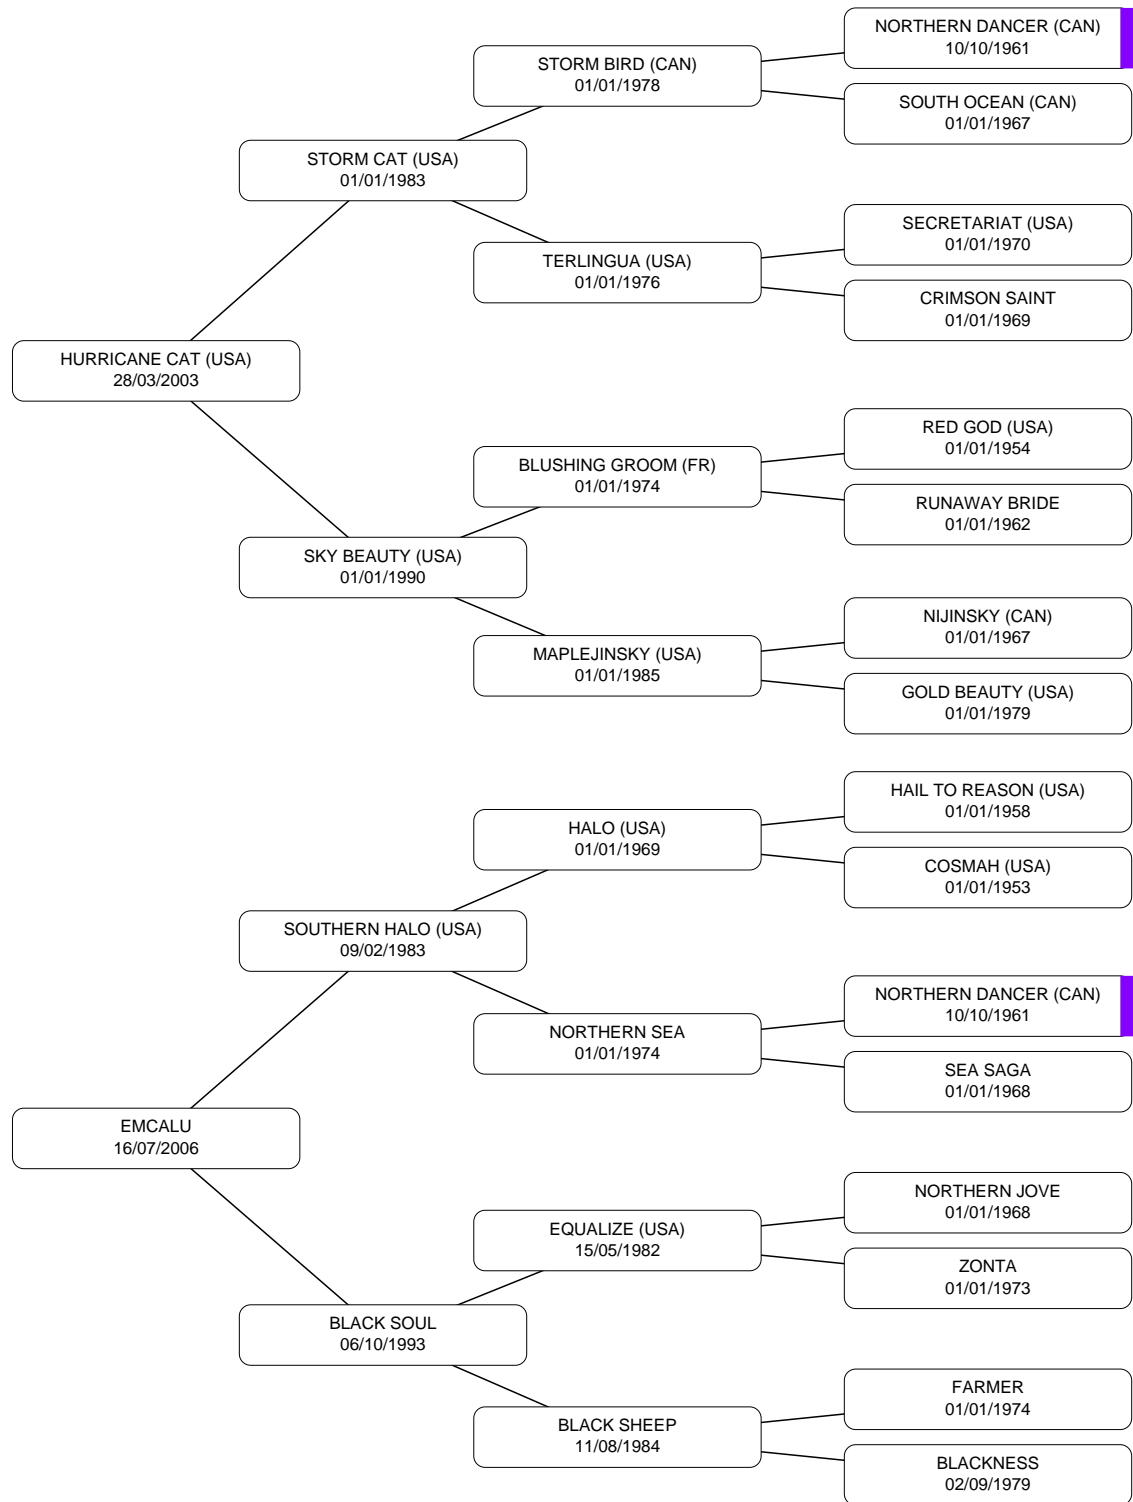 NORTHERN DANCER (CAN)
10/10/1961
STORM BIRD (CAN)
01/01/1978
SOUTH OCEAN (CAN)
01/01/1967
STORM CAT (USA)
01/01/1983
SECRETARIAT (USA)
01/01/1970
TERLINGUA (USA)
01/01/1976
CRIMSON SAINT
01/01/1969
HURRICANE CAT (USA)
28/03/2003
RED GOD (USA)
01/01/1954
BLUSHING GROOM (FR)
01/01/1974
RUNAWAY BRIDE
01/01/1962
SKY BEAUTY (USA)
01/01/1990
NIJINSKY (CAN)
01/01/1967
MAPLEJINSKY (USA)
01/01/1985
GOLD BEAUTY (USA)
01/01/1979
HAIL TO REASON (USA)
01/01/1958
HALO (USA)
01/01/1969
COSMAH (USA)
01/01/1953
SOUTHERN HALO (USA)
09/02/1983
NORTHERN DANCER (CAN)
10/10/1961
NORTHERN SEA
01/01/1974
SEA SAGA
01/01/1968
EMCALU
16/07/2006
NORTHERN JOVE
01/01/1968
EQUALIZE (USA)
15/05/1982
ZONTA
01/01/1973
BLACK SOUL
06/10/1993
FARMER
01/01/1974
BLACK SHEEP
11/08/1984
BLACKNESS
02/09/1979